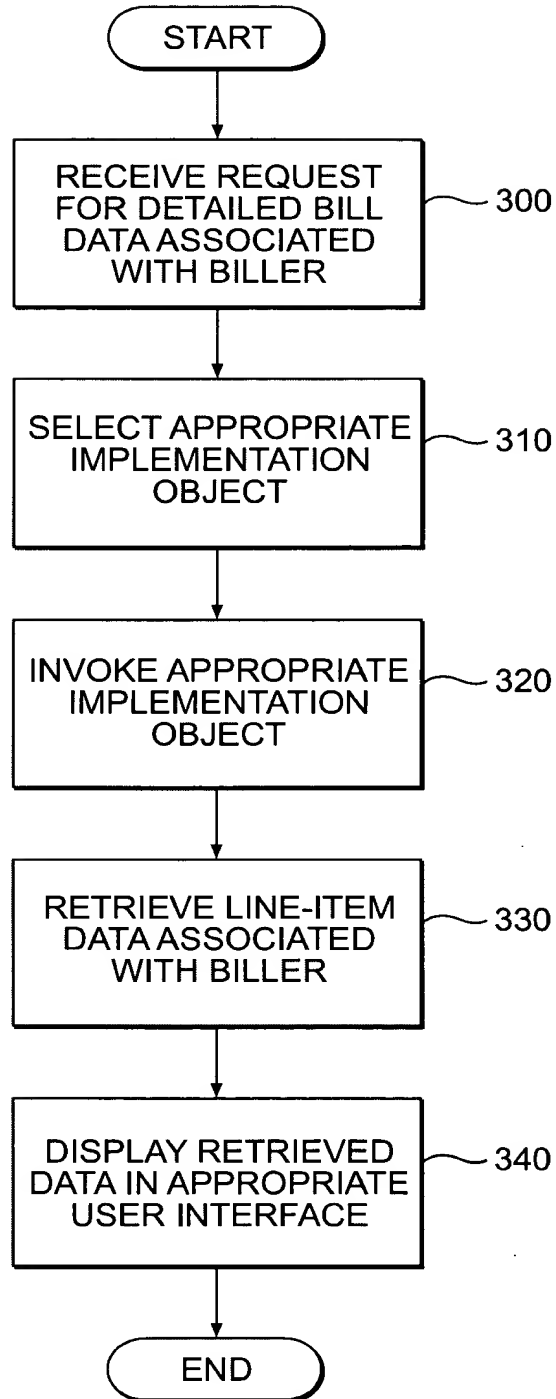 START
RECEIVE REQUEST
FOR DETAILED BILL
DATA ASSOCIATED
WITH BILLER
300
SELECT APPROPRIATE
IMPLEMENTATION
OBJECT
310
INVOKE APPROPRIATE
IMPLEMENTATION
OBJECT
320
RETRIEVE LINE-ITEM
DATA ASSOCIATED
WITH BILLER
330
DISPLAY RETRIEVED
DATA IN APPROPRIATE
USER INTERFACE
340
END